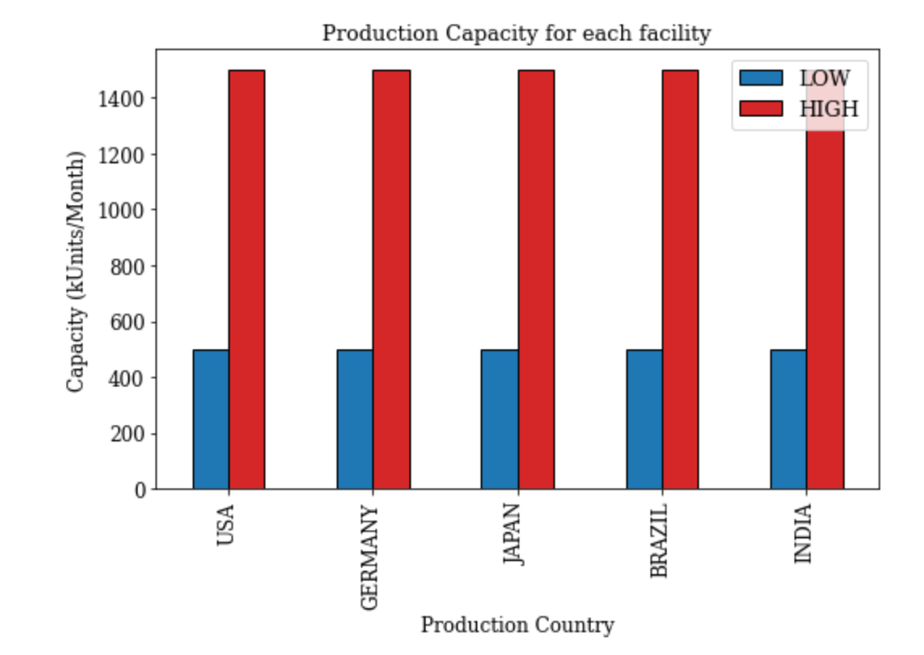 Production Capacity for each facility
LOW
HIGH
Capacity (kUnits/Month)
1400
1200
1000
800
600
400
200
0
USA
GERMANY
JAPAN
BRAZIL
INDIA
Production Country